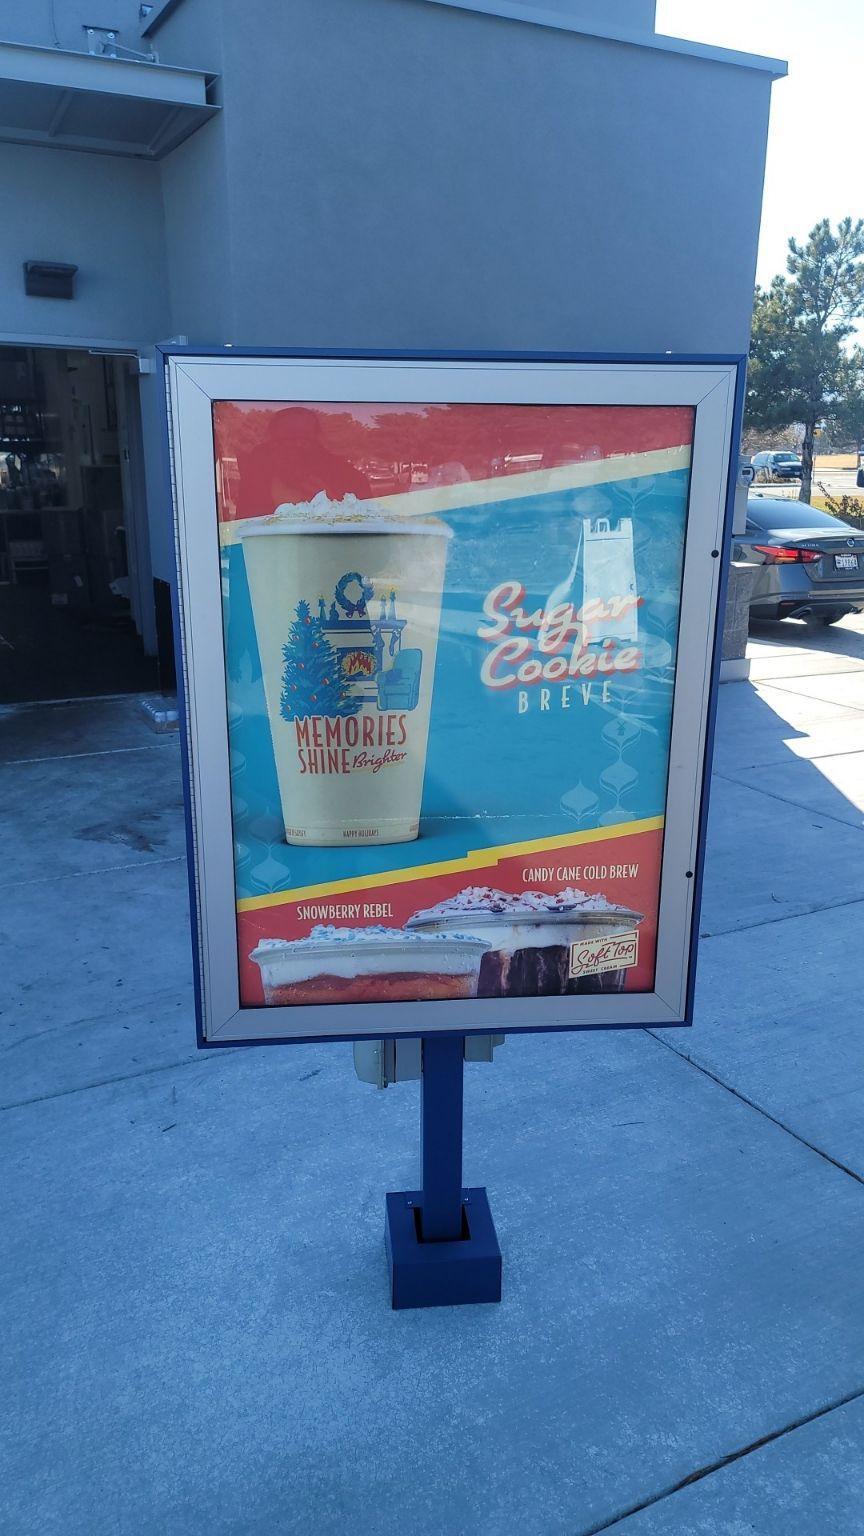 Sugar
Cookie
BREVE
MEMORIES
SHINE Brighter
HAPPY HOLIDAYS
CANDY CANE COLD BREW
SNOWBERRY REBEL
MADE WITH
Soft Top
SWEET CREAM